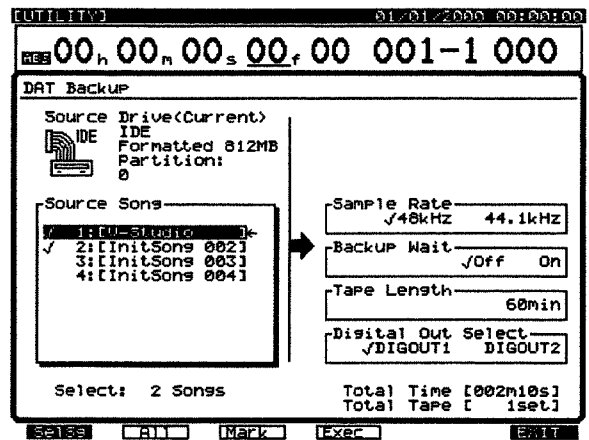 [UTILITY] 01/01/2000 00:00:00
ABS 00h 00m 00s 00f 00 001-1 000
DAT Backup
Source Drive(Current)
IDE IDE
Formatted 812MB
Partition:
0
Source Song
√ 1:[V-Studio ]←
√ 2:[InitSong 002]
3:[InitSong 003]
4:[InitSong 004]
Select: 2 Songs
Sample Rate
√48kHz 44.1kHz
Backup Wait
√Off On
Tape Length
60min
Digital Out Select
√DIGOUT1 DIGOUT2
Total Time [002m10s]
Total Tape [ 1set]
SelSG All Mark Exec EXIT